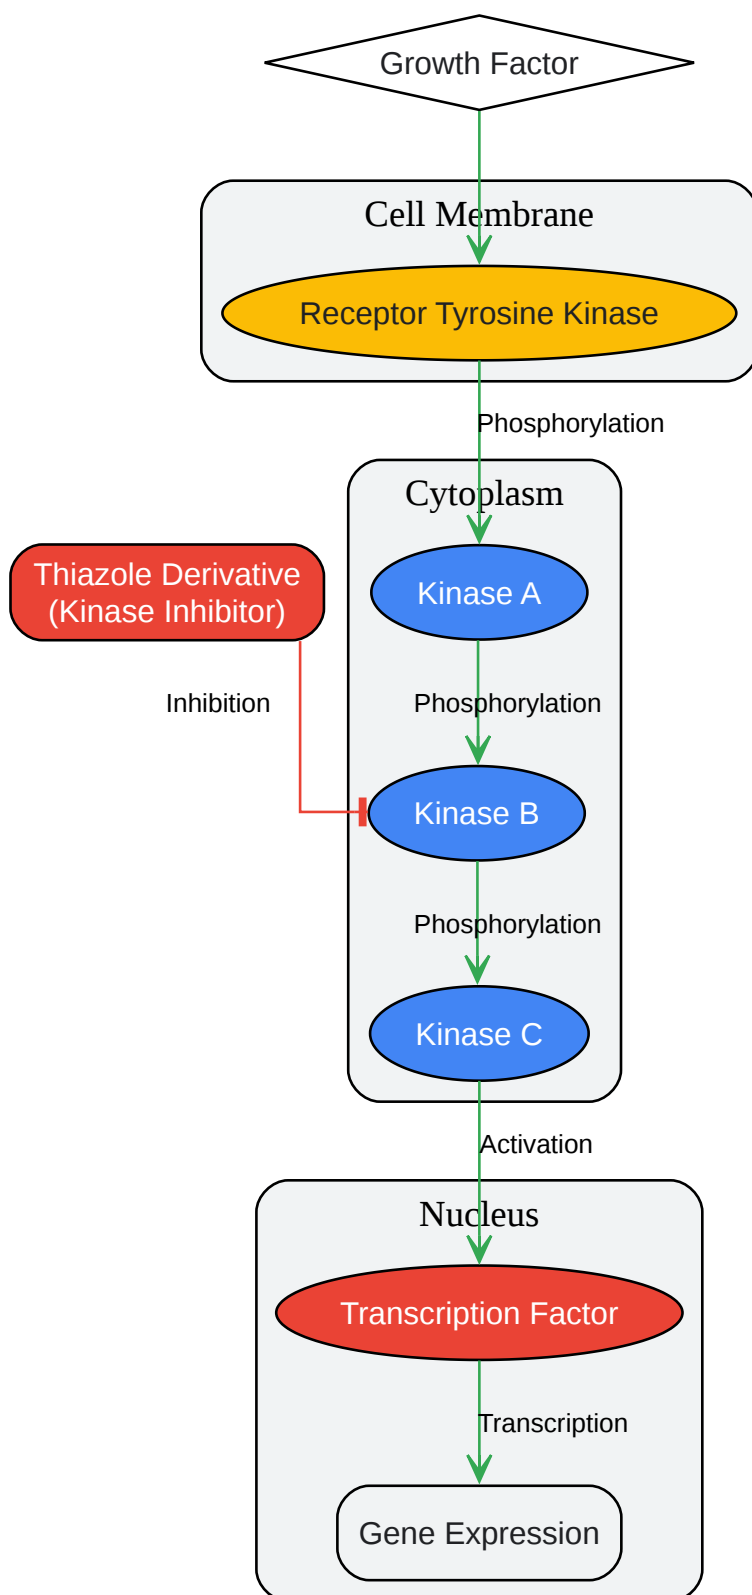 Growth Factor
Cell Membrane
Receptor Tyrosine Kinase
Phosphorylation
Cytoplasm
Thiazole Derivative
(Kinase Inhibitor)
Kinase A
Inhibition
Phosphorylation
Kinase B
Phosphorylation
Kinase C
Activation
Nucleus
Transcription Factor
Transcription
Gene Expression